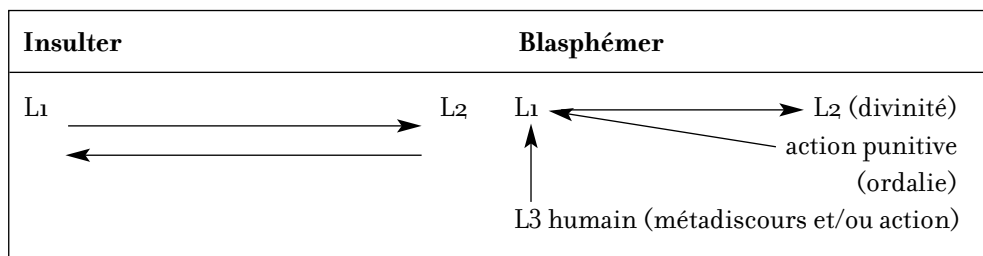 Insulter Blasphémer
L1 L2 L1 L2 (divinité)
action punitive
(ordalie)
L3 humain (métadiscours et/ou action)